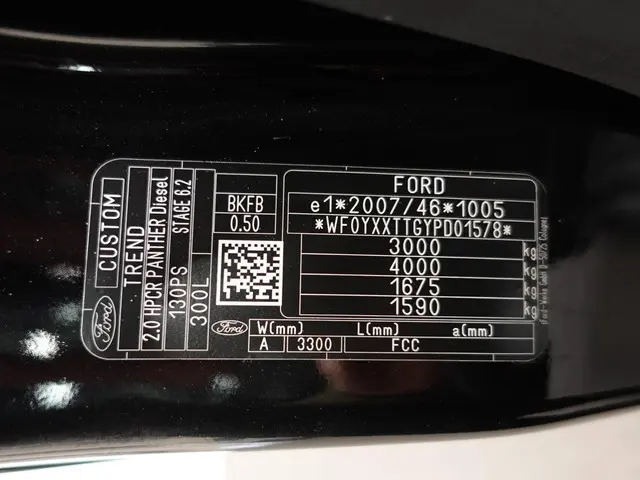 Ford
CUSTOM
TREND
2.0 HPCR PANTHER Diesel
130PS STAGE 6.2
300L
BKFB
0.50
FORD
e1*2007/46*1005
*WF0YXXTTGYPD01578*
3000 kg
4000 kg
1675 kg
1590 kg
Ford W(mm) L(mm) a(mm)
A 3300 FCC